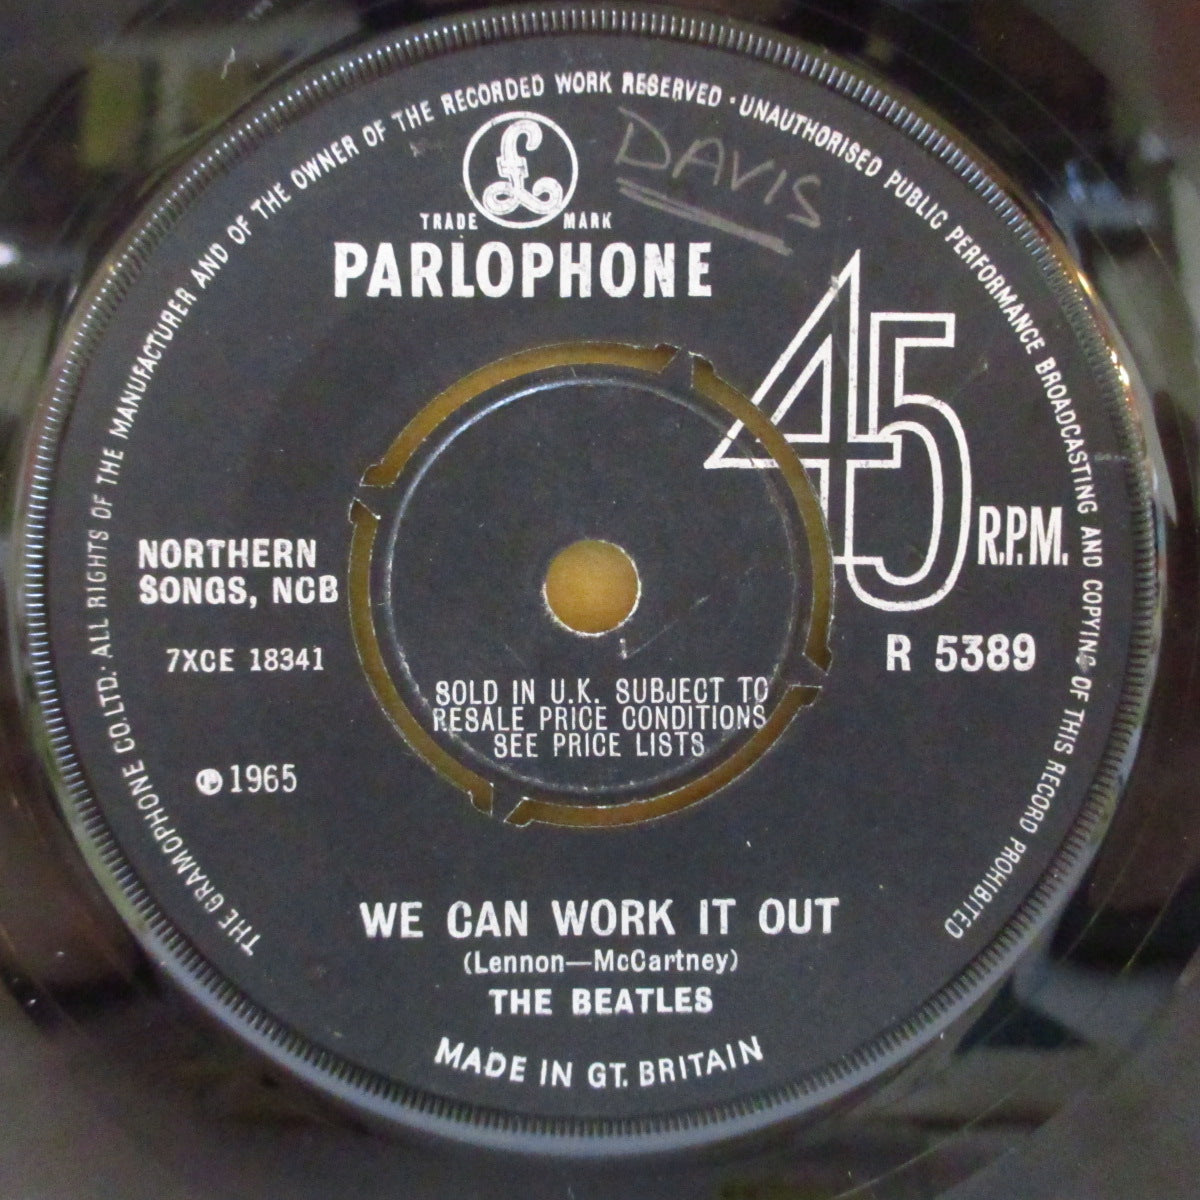 THE GRAMOPHONE CO. LTD. · ALL RIGHTS OF THE MANUFACTURER AND OF THE OWNER OF THE RECORDED WORK RESERVED · UNAUTHORISED PUBLIC PERFORMANCE BROADCASTING AND COPYING OF THIS RECORD PROHIBITED
£
DAVIS
TRADE MARK
PARLOPHONE
45 R.P.M.
NORTHERN
SONGS, NCB
7XCE 18341
R 5389
SOLD IN U.K. SUBJECT TO
RESALE PRICE CONDITIONS
SEE PRICE LISTS
℗ 1965
WE CAN WORK IT OUT
(Lennon—McCartney)
THE BEATLES
MADE IN GT. BRITAIN